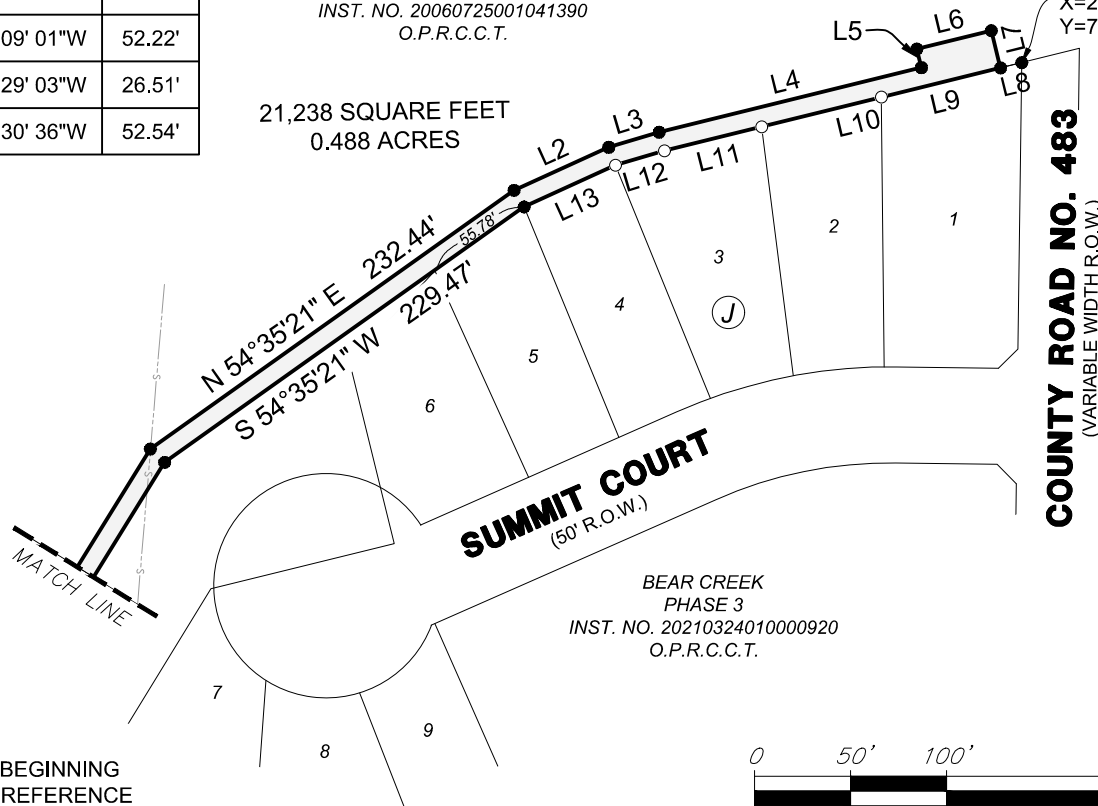 INST. NO. 20060725001041390
O.P.R.C.C.T.
09' 01"W 52.22'
29' 03"W 26.51'
30' 36"W 52.54'
21,238 SQUARE FEET
0.488 ACRES
X=2
Y=7
L5
L6
L7
L8
L4
L9
L3
L10
L2
L11
L12
L13
55.78'
N 54°35'21" E 232.44'
S 54°35'21" W 229.47'
1
2
3
J
4
5
6
7
8
9
S
S
S
MATCH LINE
SUMMIT COURT
(50' R.O.W.)
COUNTY ROAD NO. 483
(VARIABLE WIDTH R.O.W.)
BEAR CREEK
PHASE 3
INST. NO. 20210324010000920
O.P.R.C.C.T.
BEGINNING
REFERENCE
0 50' 100'